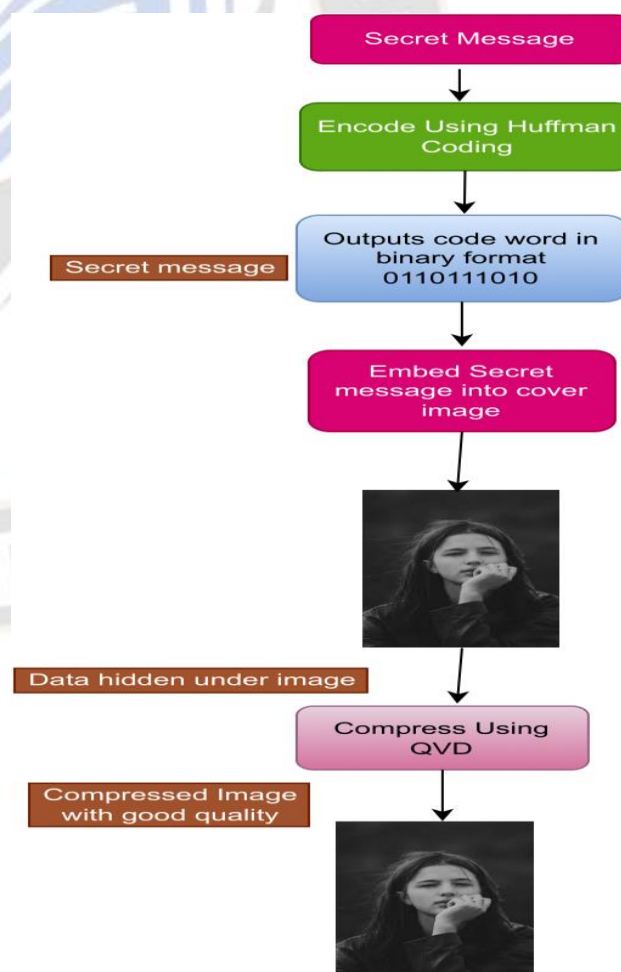 Secret Message
Encode Using Huffman
Coding
Outputs code word in
binary format
0110111010
Secret message
Embed Secret
message into cover
image
Data hidden under image
Compress Using
QVD
Compressed Image
with good quality